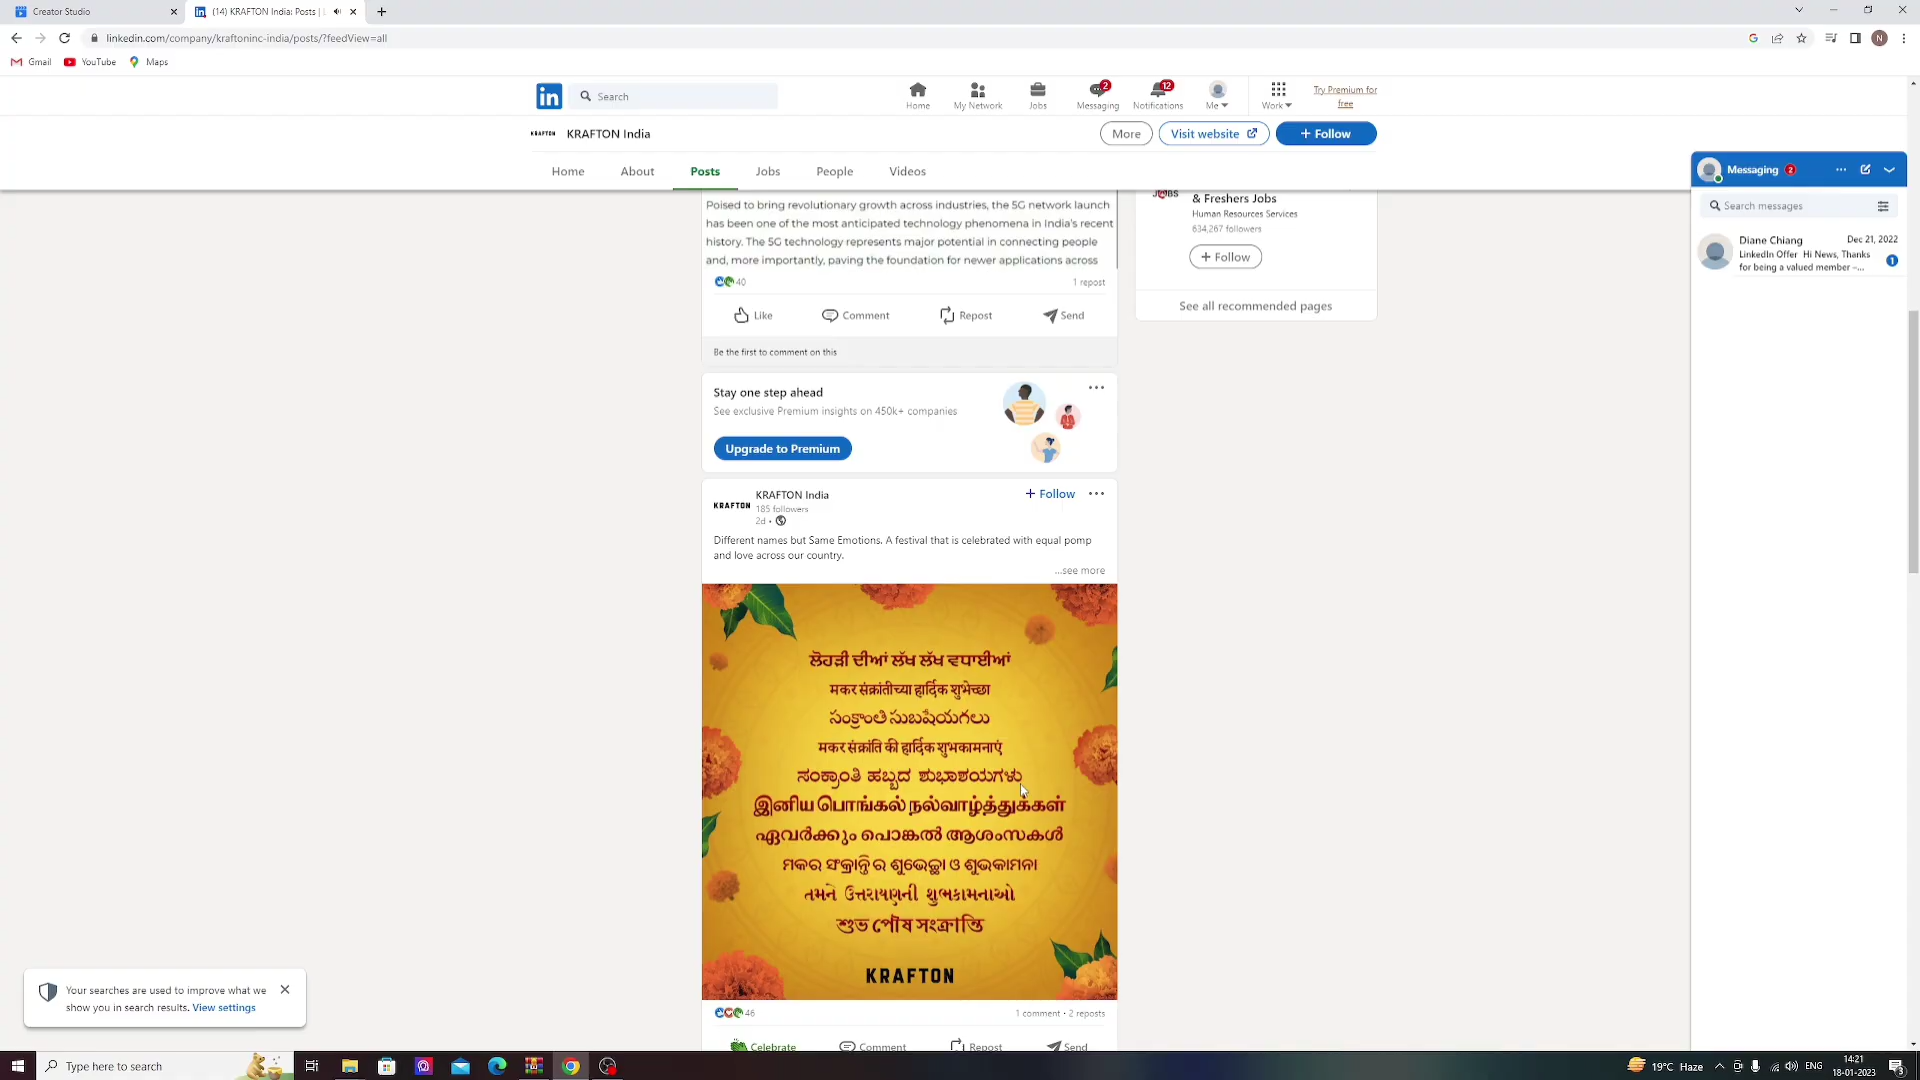 Creator Studio
(14) KRAFTON India: Posts |
linkedin.com/company/kraftoninc-india/posts/?feedView=all
Gmail YouTube Maps
Search
Home My Network Jobs Messaging 2 Notifications 12 Me Work
Try Premium for
free
KRAFTON KRAFTON India
More Visit website + Follow
Home About Posts Jobs People Videos
Poised to bring revolutionary growth across industries, the 5G network launch
has been one of the most anticipated technology phenomena in India's recent
history. The 5G technology represents major potential in connecting people
and, more importantly, paving the foundation for newer applications across
40 1 repost
Like Comment Repost Send
Be the first to comment on this
Stay one step ahead
See exclusive Premium insights on 450k+ companies
Upgrade to Premium
KRAFTON KRAFTON India
185 followers
2d •
+ Follow
Different names but Same Emotions. A festival that is celebrated with equal pomp
and love across our country.
...see more
ਲੋਹੜੀ ਦੀਆਂ ਲੱਖ ਲੱਖ ਵਧਾਈਆਂ
मकर संक्रांतीच्या हार्दिक शुभेच्छा
సంక్రాంతి సుబషేయగలు
मकर संक्रांति की हार्दिक शुभकामनाएं
ಸಂಕ್ರಾಂತಿ ಹಬ್ಬದ ಶುಭಾಶಯಗಳು
இனிய பொங்கல் நல்வாழ்த்துக்கள்
ഏവർക്കും പൊങ്കൽ ആശംസകൾ
ମକର ସଂକ୍ରାନ୍ତି ର ଶୁଭେଚ୍ଛା ଓ ଶୁଭକାମନା
તમને ઉત્તરાયણની શુભકામનાઓ
শুভ পৌষ সংক্রান্তি
KRAFTON
46 1 comment • 2 reposts
Celebrate Comment Repost Send
JOBS
& Freshers Jobs
Human Resources Services
634,267 followers
+ Follow
See all recommended pages
Messaging 2
Search messages
Diane Chiang Dec 21, 2022
LinkedIn Offer Hi News, Thanks
for being a valued member –... 1
Your searches are used to improve what we
show you in search results. View settings
Type here to search
19°C Haze
ENG
14:21
18-01-2023
3